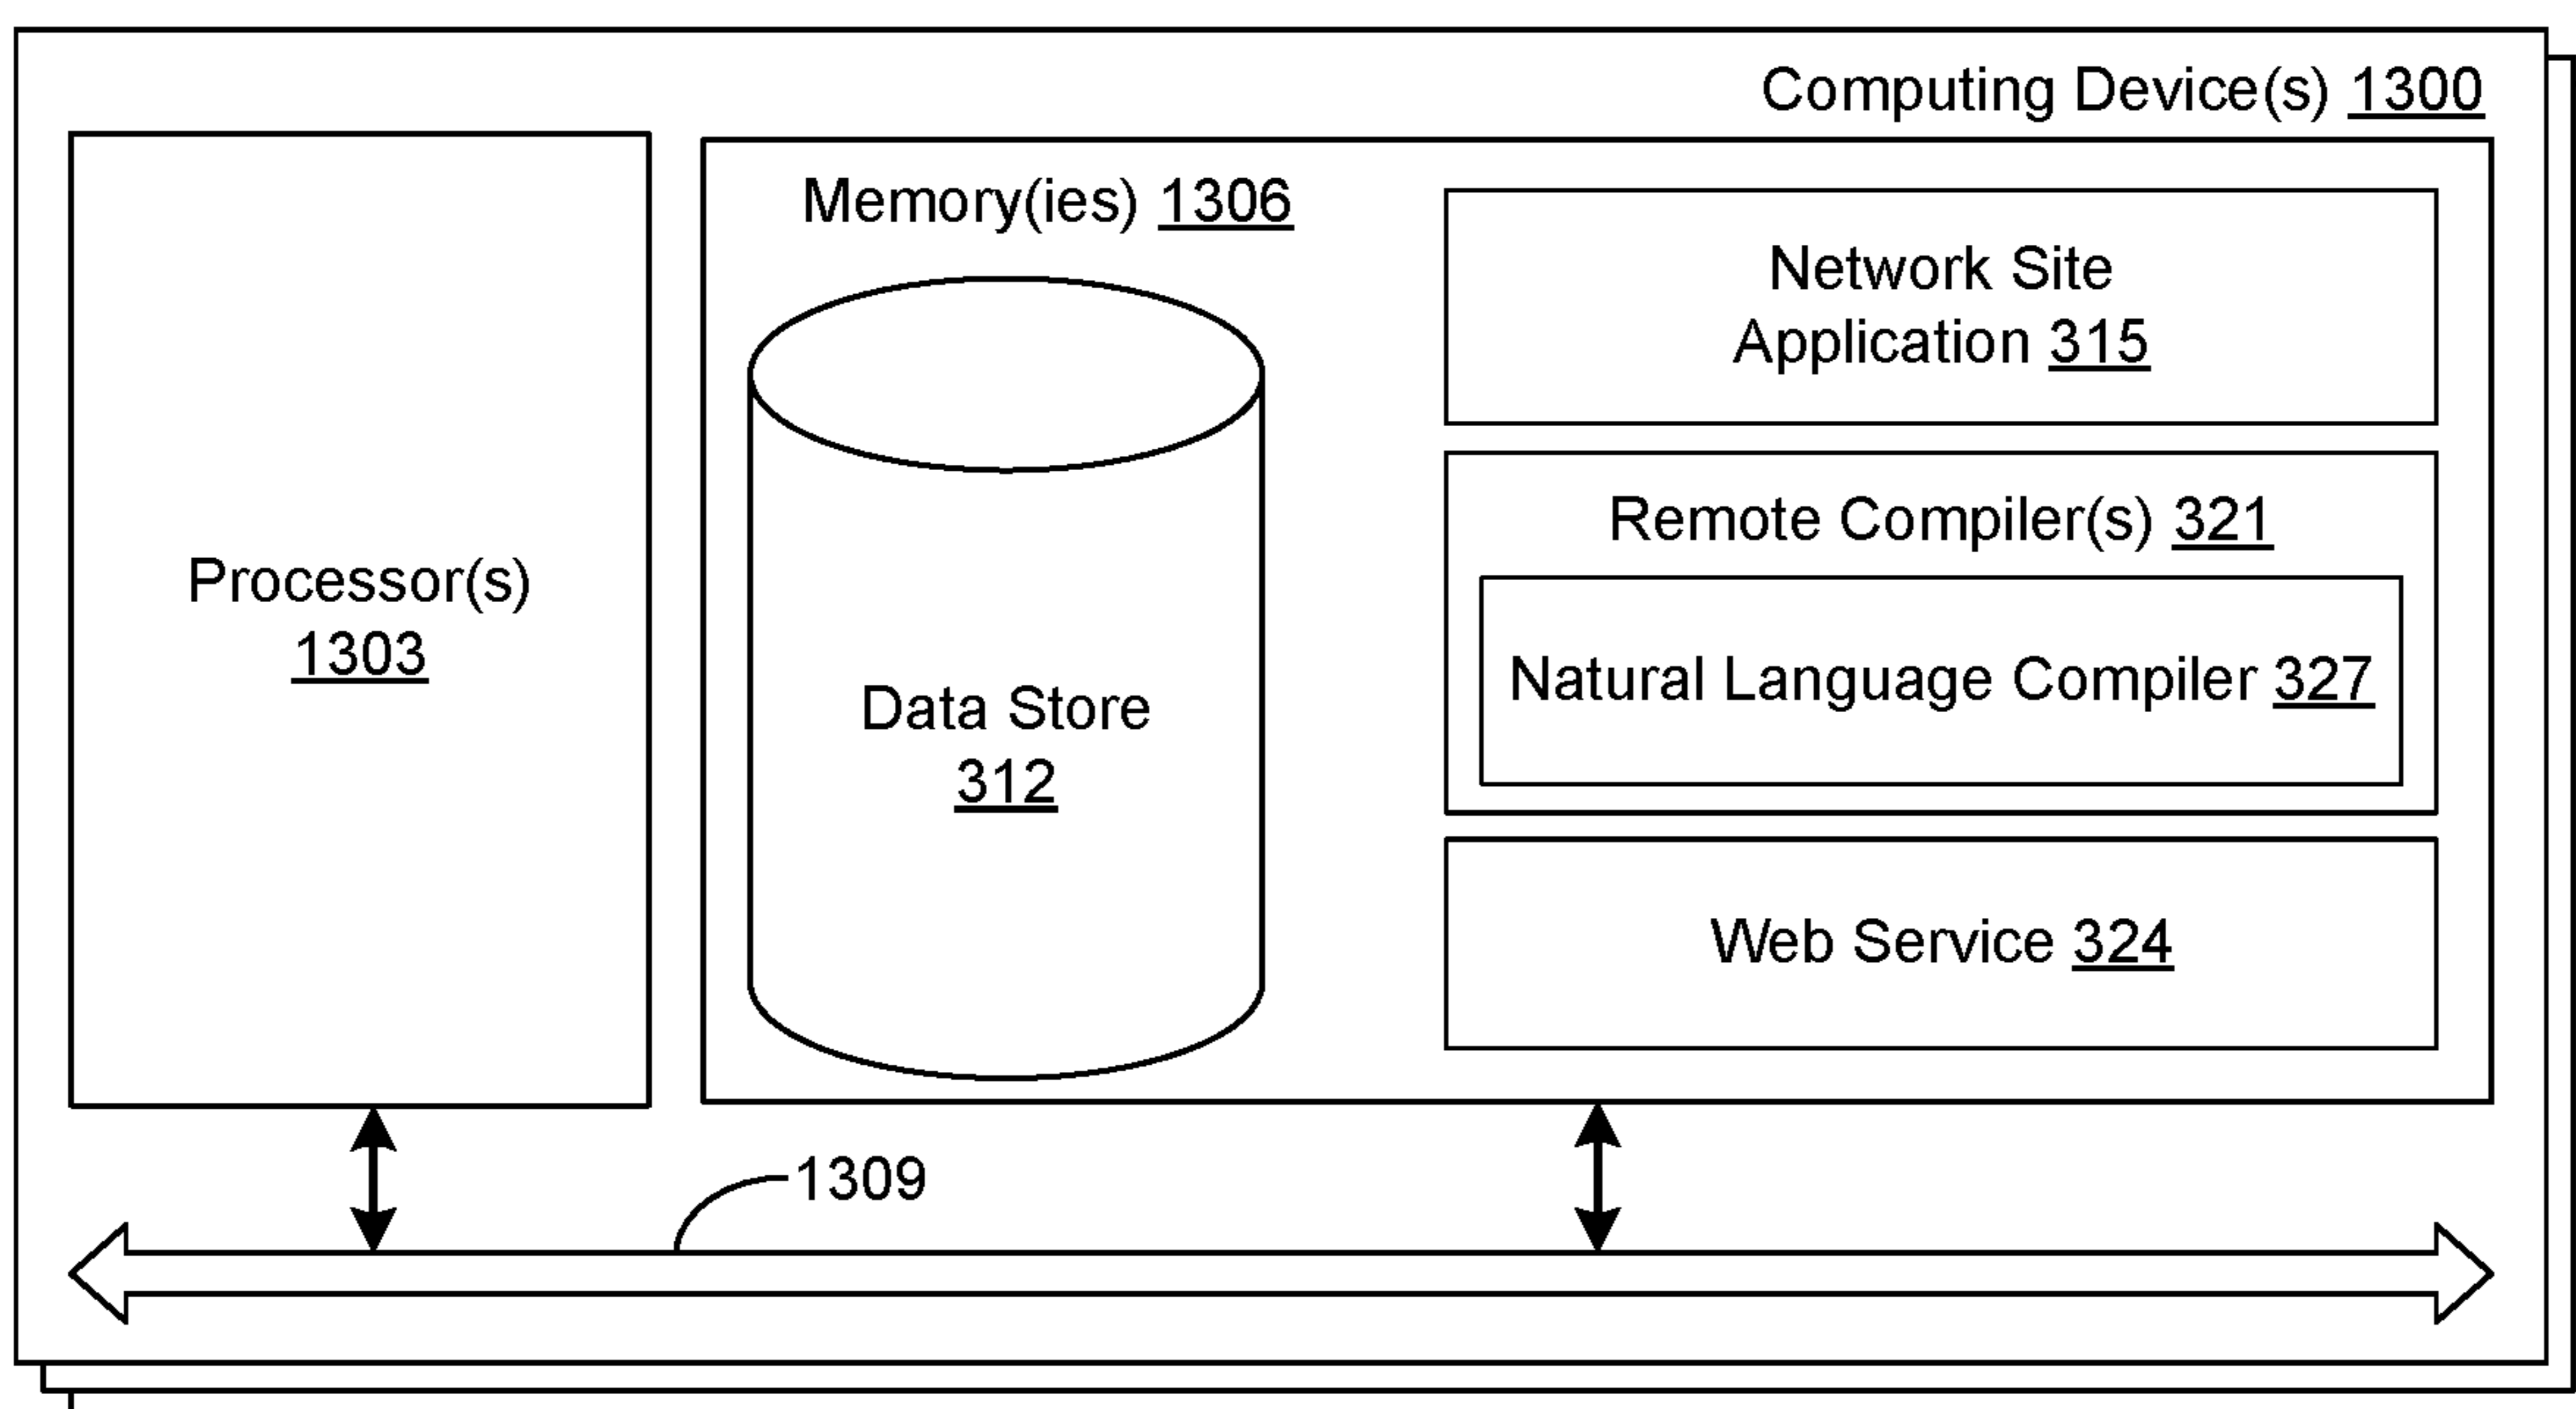 Computing Device(s) 1300
Processor(s)
1303
Memory(ies) 1306
Data Store
312
Network Site
Application 315
Remote Compiler(s) 321
Natural Language Compiler 327
Web Service 324
1309